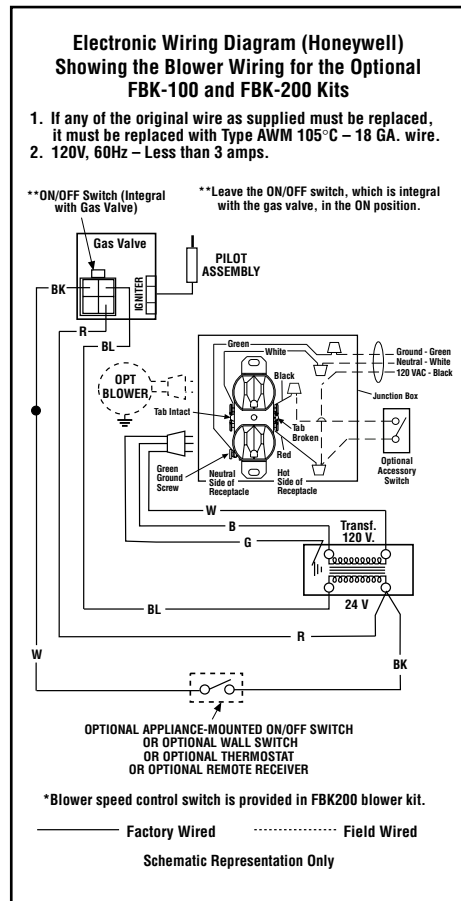 Electronic Wiring Diagram (Honeywell)
Showing the Blower Wiring for the Optional
FBK-100 and FBK-200 Kits
1. If any of the original wire as supplied must be replaced,
it must be replaced with Type AWM 105°C – 18 GA. wire.
2. 120V, 60Hz – Less than 3 amps.
**ON/OFF Switch (Integral
with Gas Valve)
**Leave the ON/OFF switch, which is integral
with the gas valve, in the ON position.
Gas Valve
IGNITER
PILOT
ASSEMBLY
BK
R
BL
Green
White
Black
Ground - Green
Neutral - White
120 VAC - Black
Junction Box
OPT
BLOWER
Tab Intact
Tab
Broken
Red
Optional
Accessory
Switch
Green
Ground
Screw
Neutral
Side of
Receptacle
Hot
Side of
Receptacle
W
B
G
Transf.
120 V.
24 V
BL
R
W
BK
OPTIONAL APPLIANCE-MOUNTED ON/OFF SWITCH
OR OPTIONAL WALL SWITCH
OR OPTIONAL THERMOSTAT
OR OPTIONAL REMOTE RECEIVER
*Blower speed control switch is provided in FBK200 blower kit.
Factory Wired
Field Wired
Schematic Representation Only